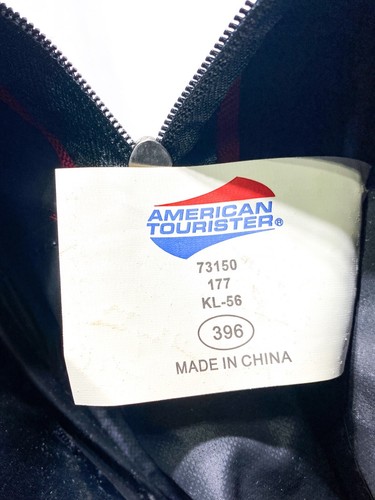 AMERICAN
TOURISTER®
73150
177
KL-56
396
MADE IN CHINA